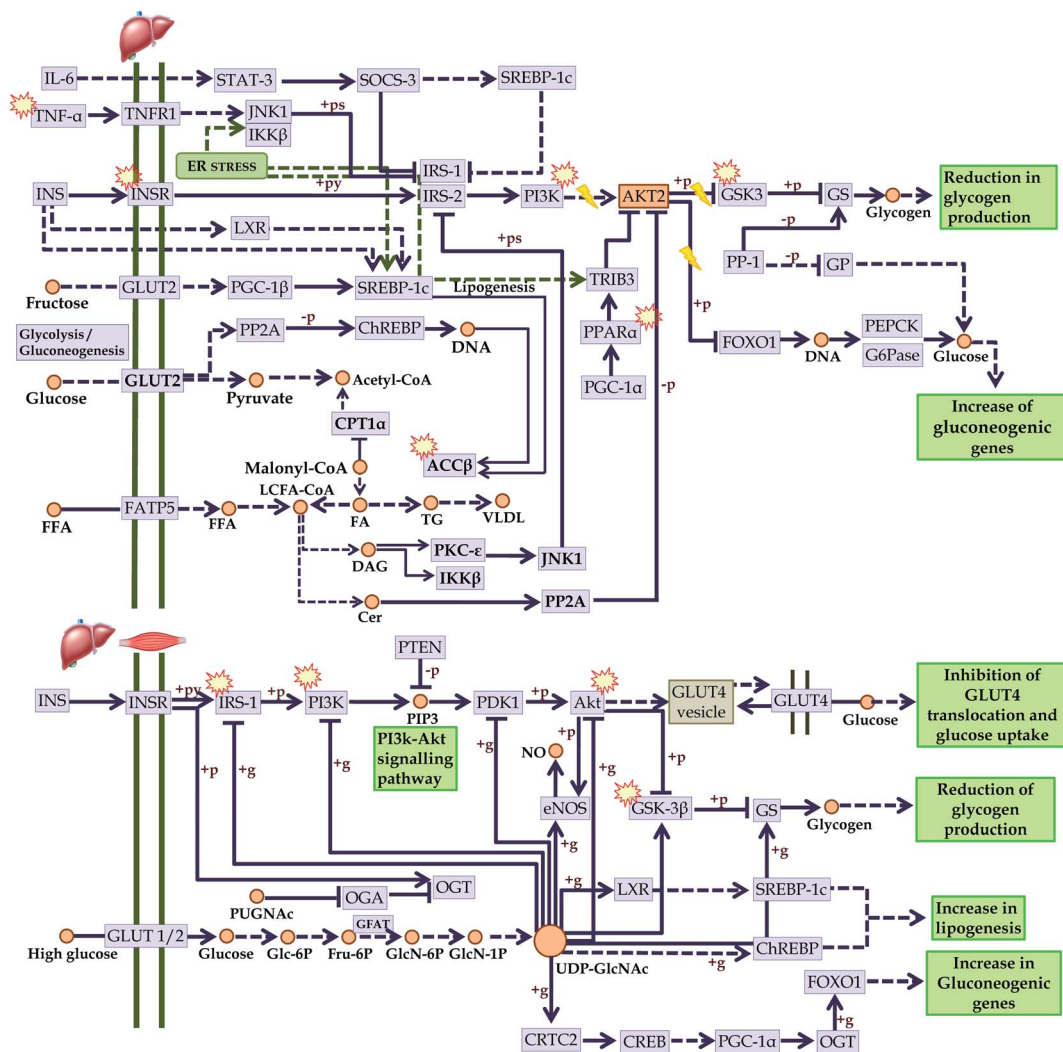 IL-6
STAT-3
SOCS-3
SREBP-1c
TNF-α
TNFR1
JNK1
IKKβ
+ps
ER STRESS
+py
IRS-1
IRS-2
INS
INSR
PI3K
AKT2
+p
GSK3
+p
GS
Glycogen
Reduction in
glycogen
production
LXR
+ps
-p
PP-1
-p
GP
Fructose
GLUT2
PGC-1β
SREBP-1c
Lipogenesis
TRIB3
+p
Glycolysis/
Gluconeogenesis
PP2A
-p
ChREBP
DNA
PPARα
FOXO1
DNA
PEPCK
G6Pase
Glucose
Glucose
GLUT2
Pyruvate
Acetyl-CoA
PGC-1α
-p
CPT1α
Increase of
gluconeogenic
genes
Malonyl-CoA
ACCβ
LCFA-CoA
FFA
FATP5
FFA
FA
TG
VLDL
DAG
PKC-ε
IKKβ
JNK1
Cer
PP2A
PTEN
-p
INS
INSR
+py
IRS-1
+p
PI3K
PIP3
PDK1
+p
Akt
GLUT4
vesicle
GLUT4
Glucose
Inhibition of
GLUT4
translocation and
glucose uptake
PI3k-Akt
signalling
pathway
+p
+g
+g
+g
NO
+p
+g
+p
eNOS
GSK-3β
+p
GS
Glycogen
Reduction of
glycogen
production
+g
+g
PUGNAc
OGA
OGT
+g
LXR
SREBP-1c
High glucose
GLUT 1/2
Glucose
Glc-6P
Fru-6P
GFAT
GlcN-6P
GlcN-1P
UDP-GlcNAc
+g
ChREBP
Increase in
lipogenesis
+g
CRTC2
CREB
PGC-1α
OGT
+g
FOXO1
Increase in
Gluconeogenic
genes